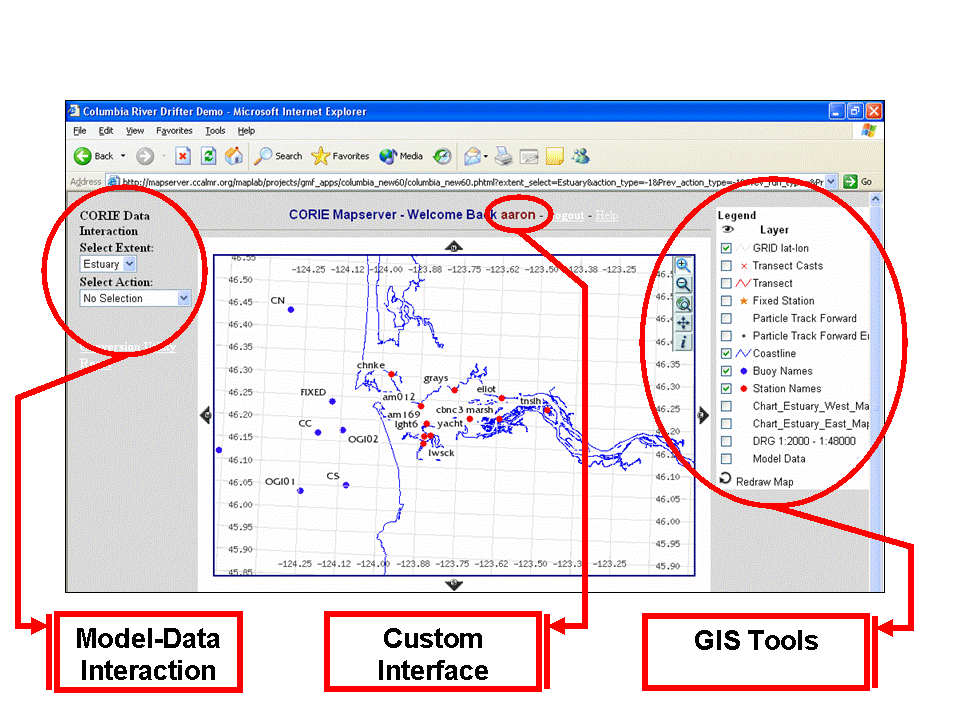 Columbia River Drifter Demo - Microsoft Internet Explorer
File Edit View Favorites Tools Help
Back Search Favorites Media
Address http://mapserver.ccalmr.org/maplab/projects/gmf_apps/columbia_new60/columbia_new60.phtml?extent_select=Estuary&action_type=-1&Prev_action_type= Go
CORIE Data
Interaction
Select Extent:
Estuary
Select Action:
No Selection
CORIE Mapserver - Welcome Back aaron - Logout - Help
N
46.55
46.50
46.45
46.40
46.35
46.30
46.25
46.20
46.15
46.10
46.05
46.00
45.95
45.90
45.85
-124.25 -124.12 -124.00 -123.88 -123.75 -123.62 -123.50 -123.38 -123.25
CN
chnke
grays
eliot
FIXED
am012
tnslh
cbnc3 marsh
am169
CC
lght6 yacht
OGI02
lwsck
CS
OGI01
46.35
46.30
46.25
46.20
46.15
46.10
46.05
46.00
45.95
45.90
-124.25 -124.12 -124.00 -123.88 -123.75 -123.62 -123.50 -123.38 -123.25
S
i
Legend
Layer
GRID lat-lon
Transect Casts
Transect
Fixed Station
Particle Track Forward
Particle Track Forward En
Coastline
Buoy Names
Station Names
Chart_Estuary_West_Ma
Chart_Estuary_East_Map
DRG 1:2000 - 1:48000
Model Data
Redraw Map
Model-Data
Interaction
Custom
Interface
GIS Tools